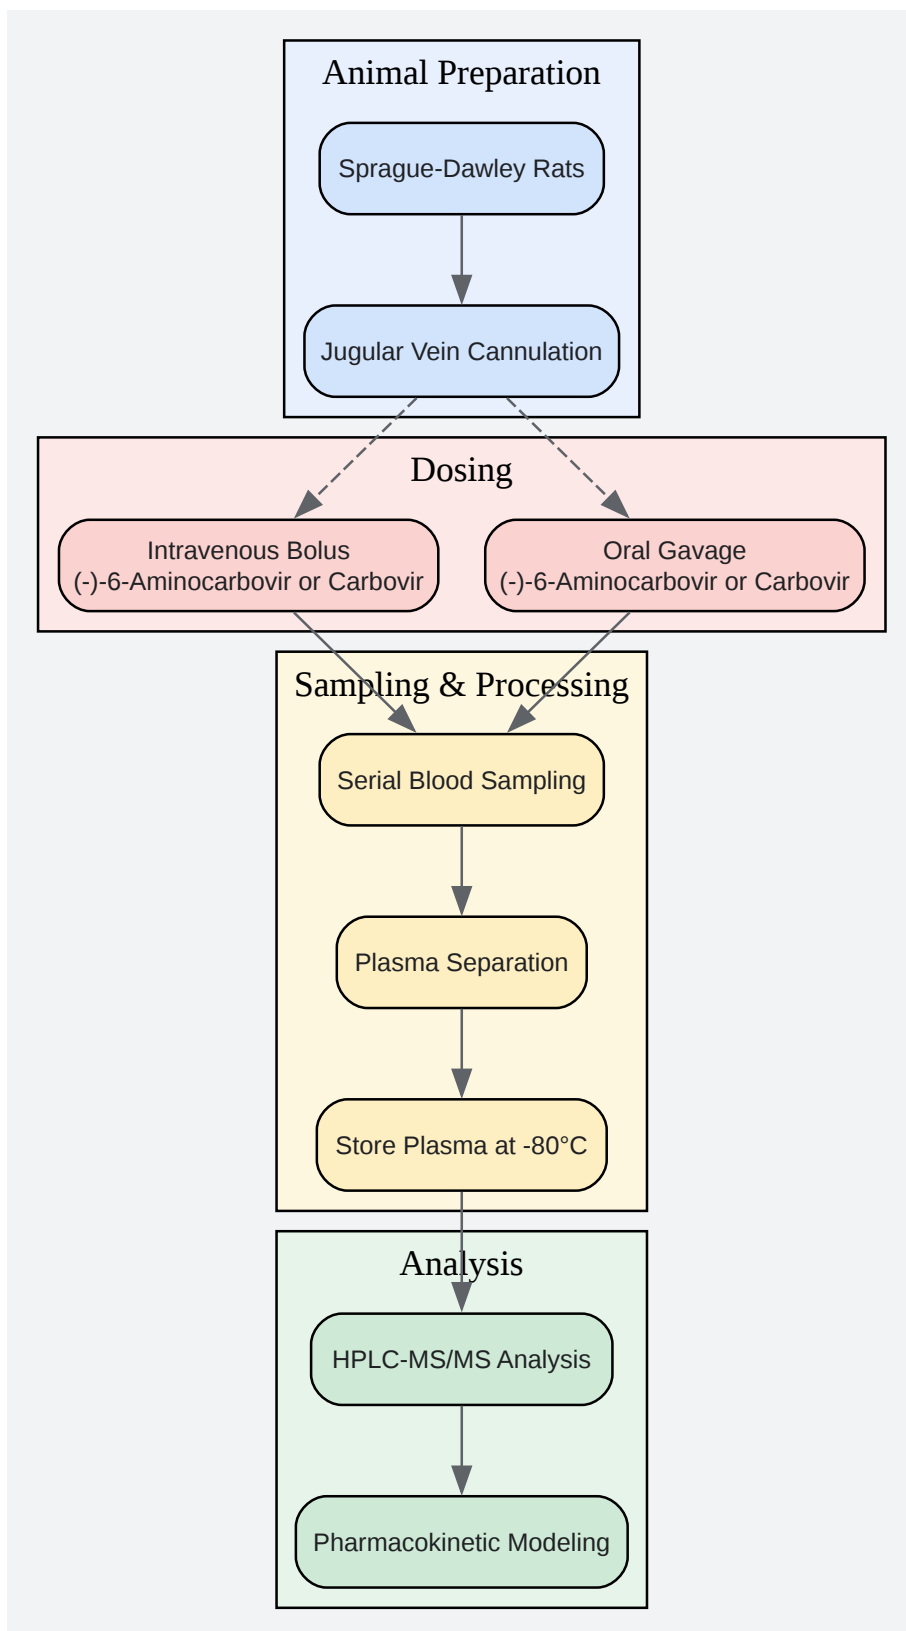 Animal Preparation
Sprague-Dawley Rats
Jugular Vein Cannulation
Dosing
Intravenous Bolus
(-)-6-Aminocarbovir or Carbovir
Oral Gavage
(-)-6-Aminocarbovir or Carbovir
Sampling & Processing
Serial Blood Sampling
Plasma Separation
Store Plasma at -80°C
Analysis
HPLC-MS/MS Analysis
Pharmacokinetic Modeling